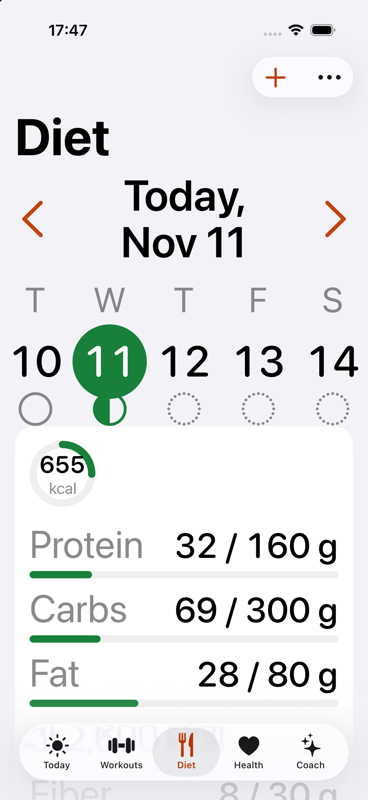 17:47
Diet
Today,
Nov 11
T W T F S
10 11 12 13 14
655
kcal
Protein 32 / 160 g
Carbs 69 / 300 g
Fat 28 / 80 g
Today Workouts Diet Health Coach
Fiber 8 / 30 g